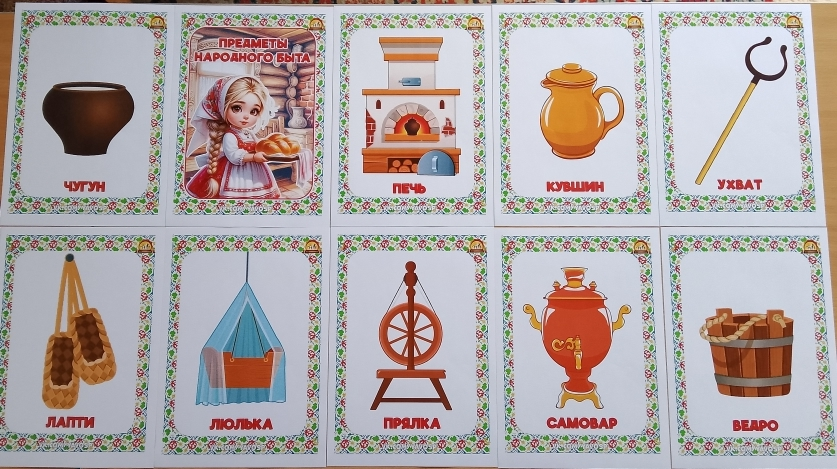 ЧУГУН
ПРЕДМЕТЫ
НАРОДНОГО БЫТА
ПЕЧЬ
КУВШИН
УХВАТ
ЛАПТИ
ЛЮЛЬКА
ПРЯЛКА
САМОВАР
ВЕДРО